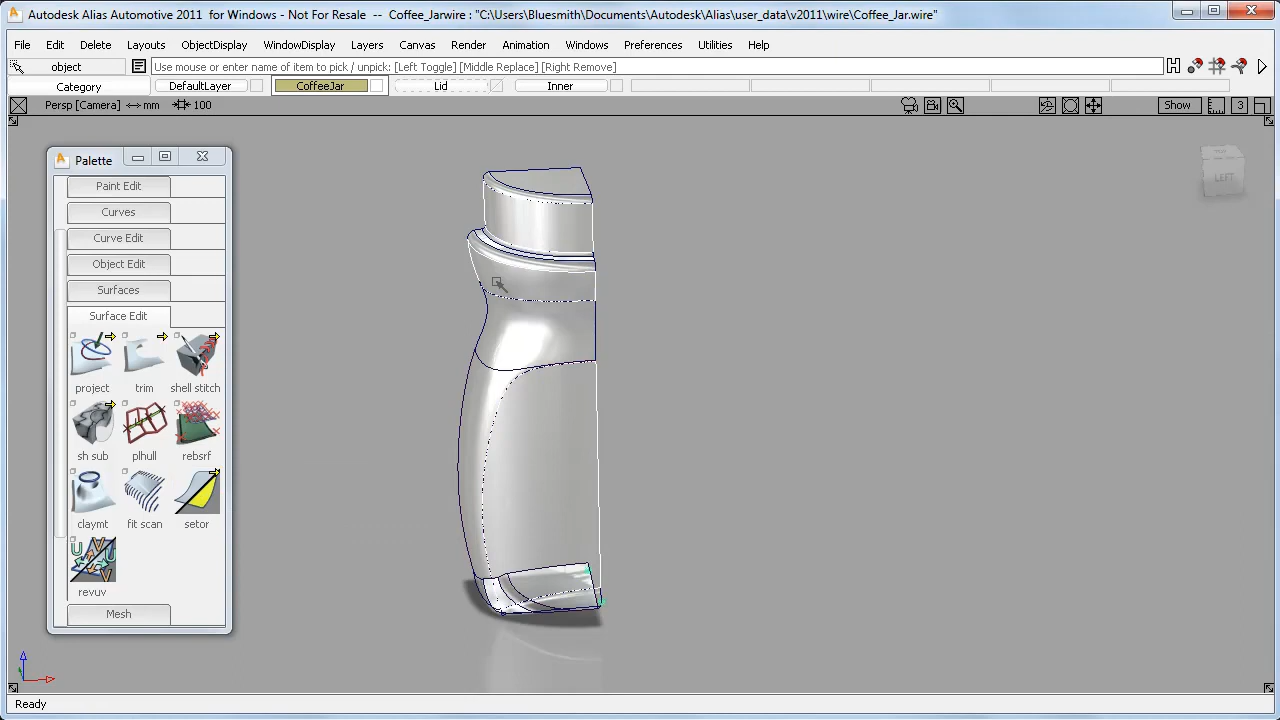 Autodesk Alias Automotive 2011 for Windows - Not For Resale -- Coffee_Jarwire : "C:\Users\Bluesmith\Documents\Autodesk\Alias\user_data\v2011\wire\Coffee_Jar.wire"
File Edit Delete Layouts ObjectDisplay WindowDisplay Layers Canvas Render Animation Windows Preferences Utilities Help
object Use mouse or enter name of item to pick / unpick: [Left Toggle] [Middle Replace] [Right Remove]
Category DefaultLayer CoffeeJar Lid Inner
Persp [Camera] mm 100 Show 3
Palette
Paint Edit
Curves
Curve Edit
Object Edit
Surfaces
Surface Edit
project trim shell stitch
sh sub plhull rebsrf
claymt fit scan setor
revuv
Mesh
TOP
LEFT
Ready